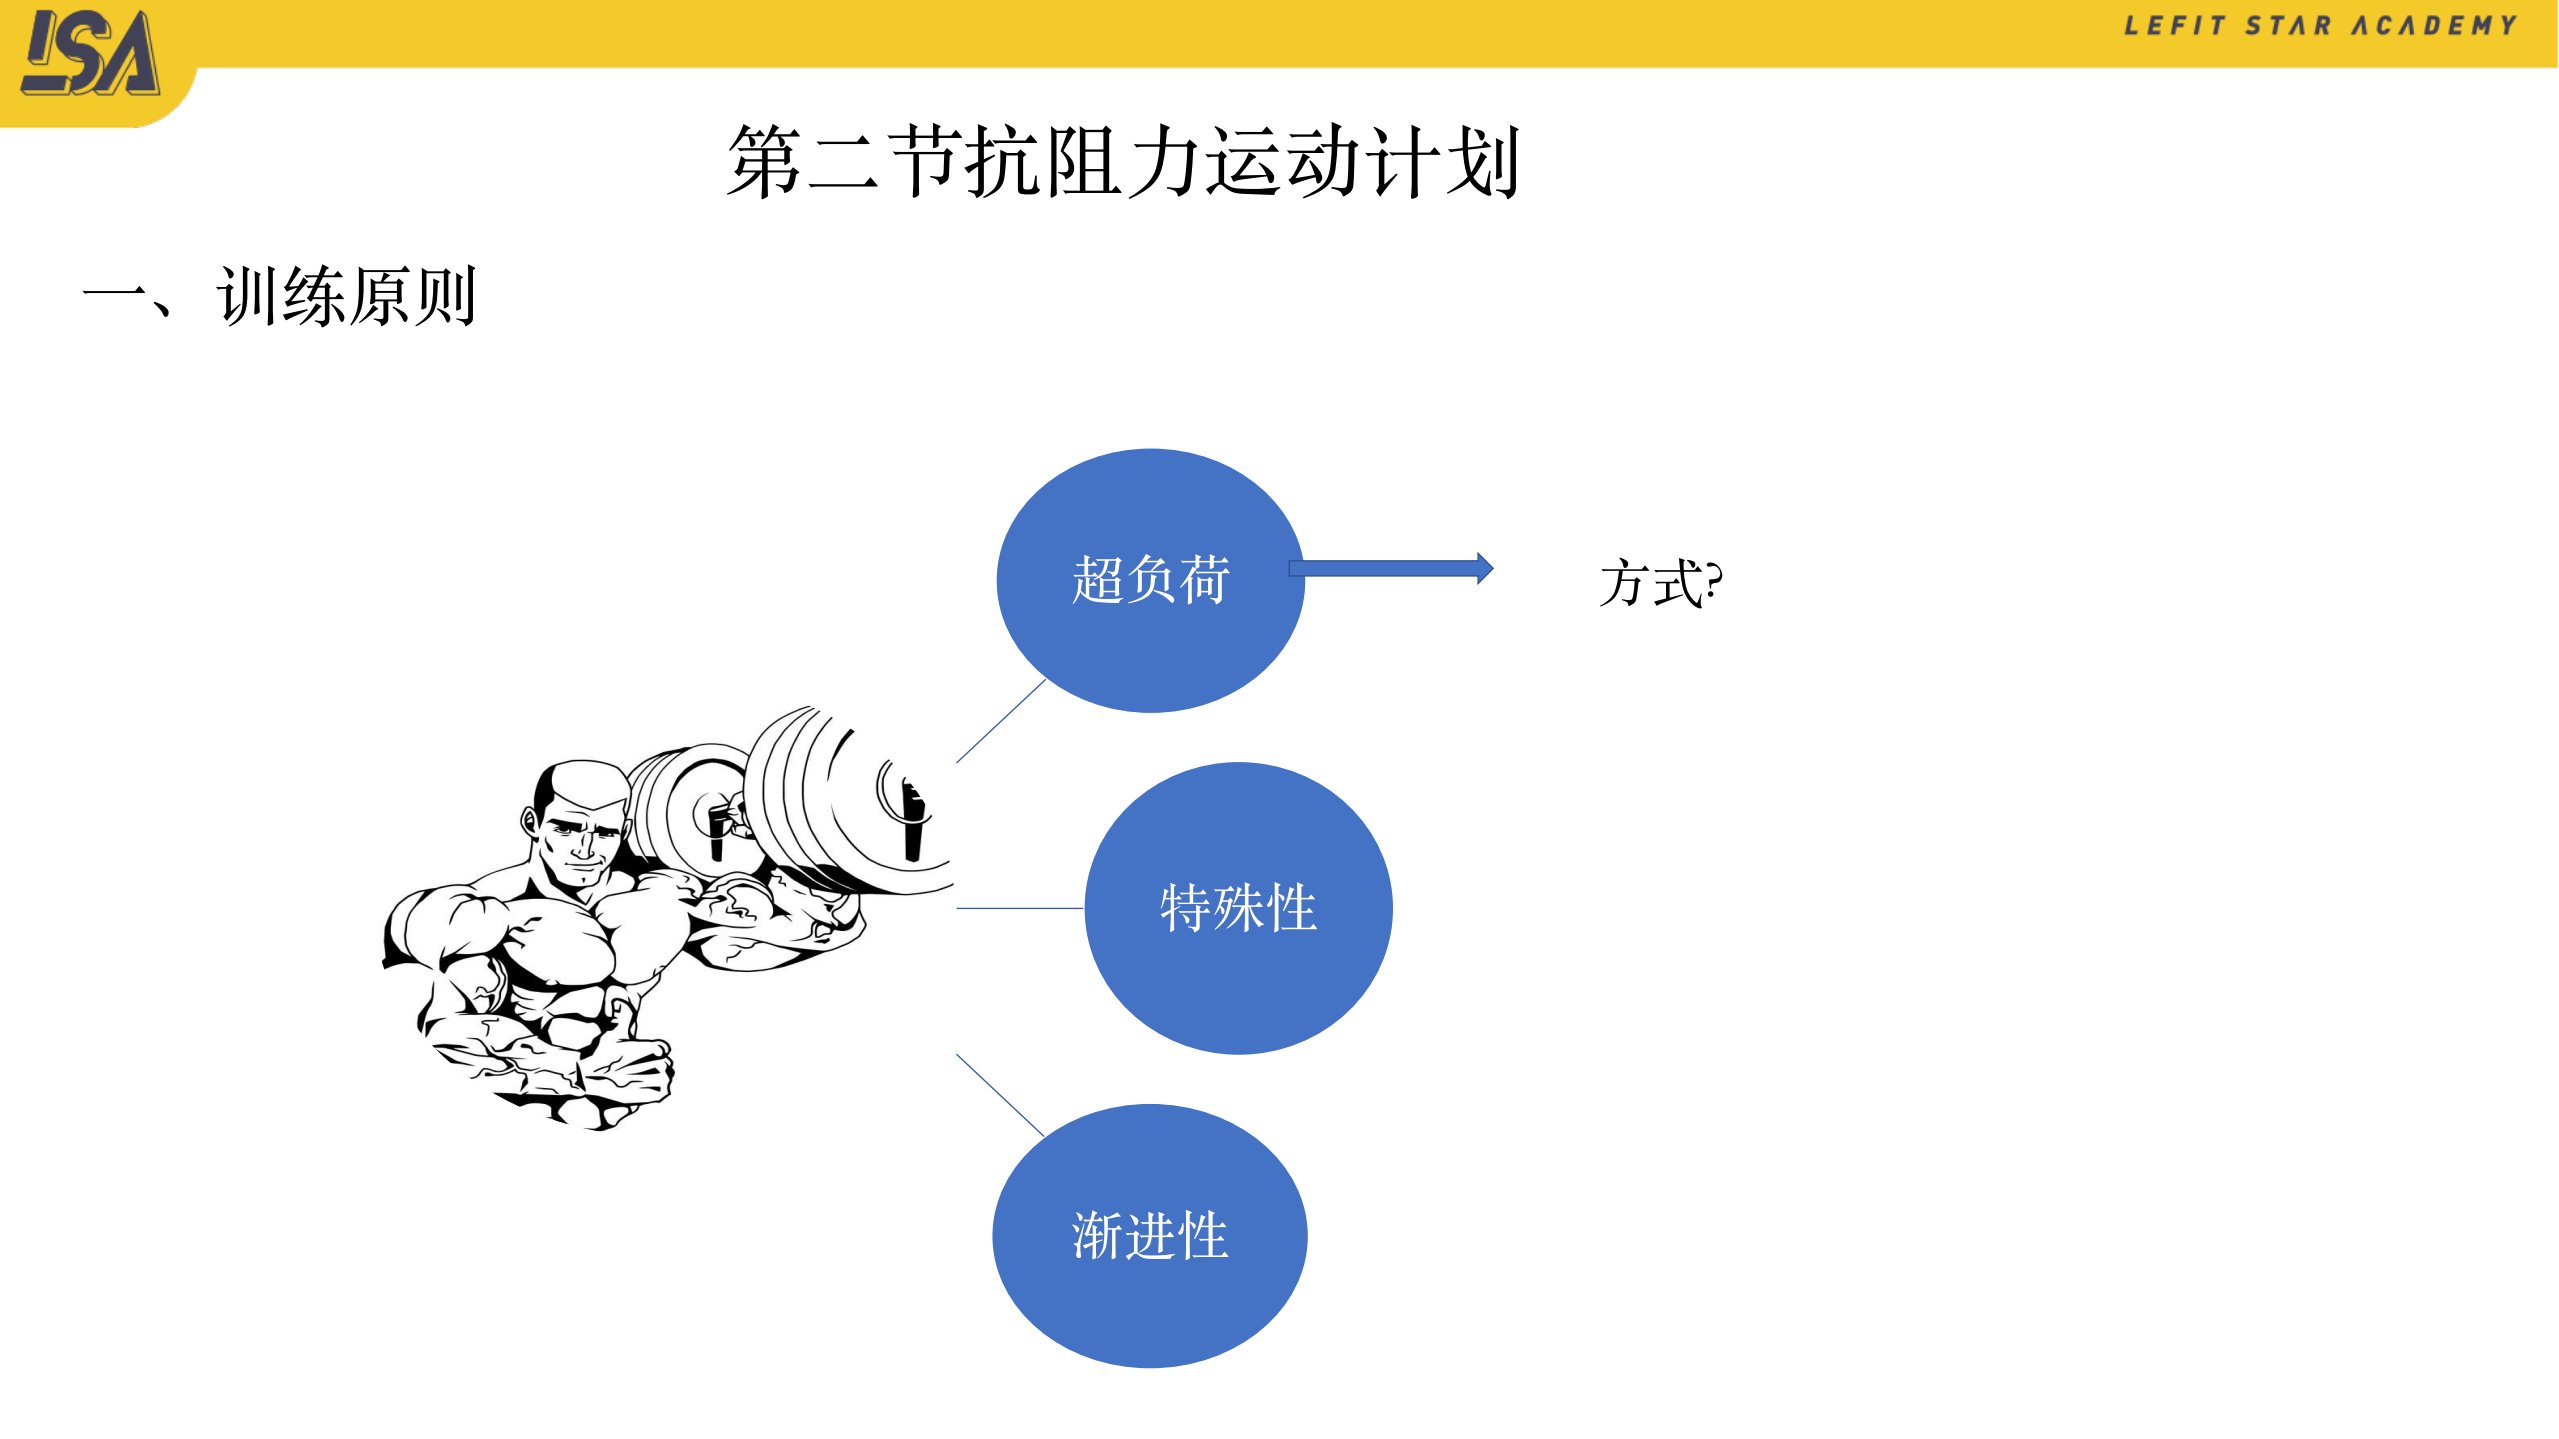 LSA
LEFIT STAR ACADEMY
第二节抗阻力运动计划
一、训练原则
超负荷
方式?
特殊性
渐进性